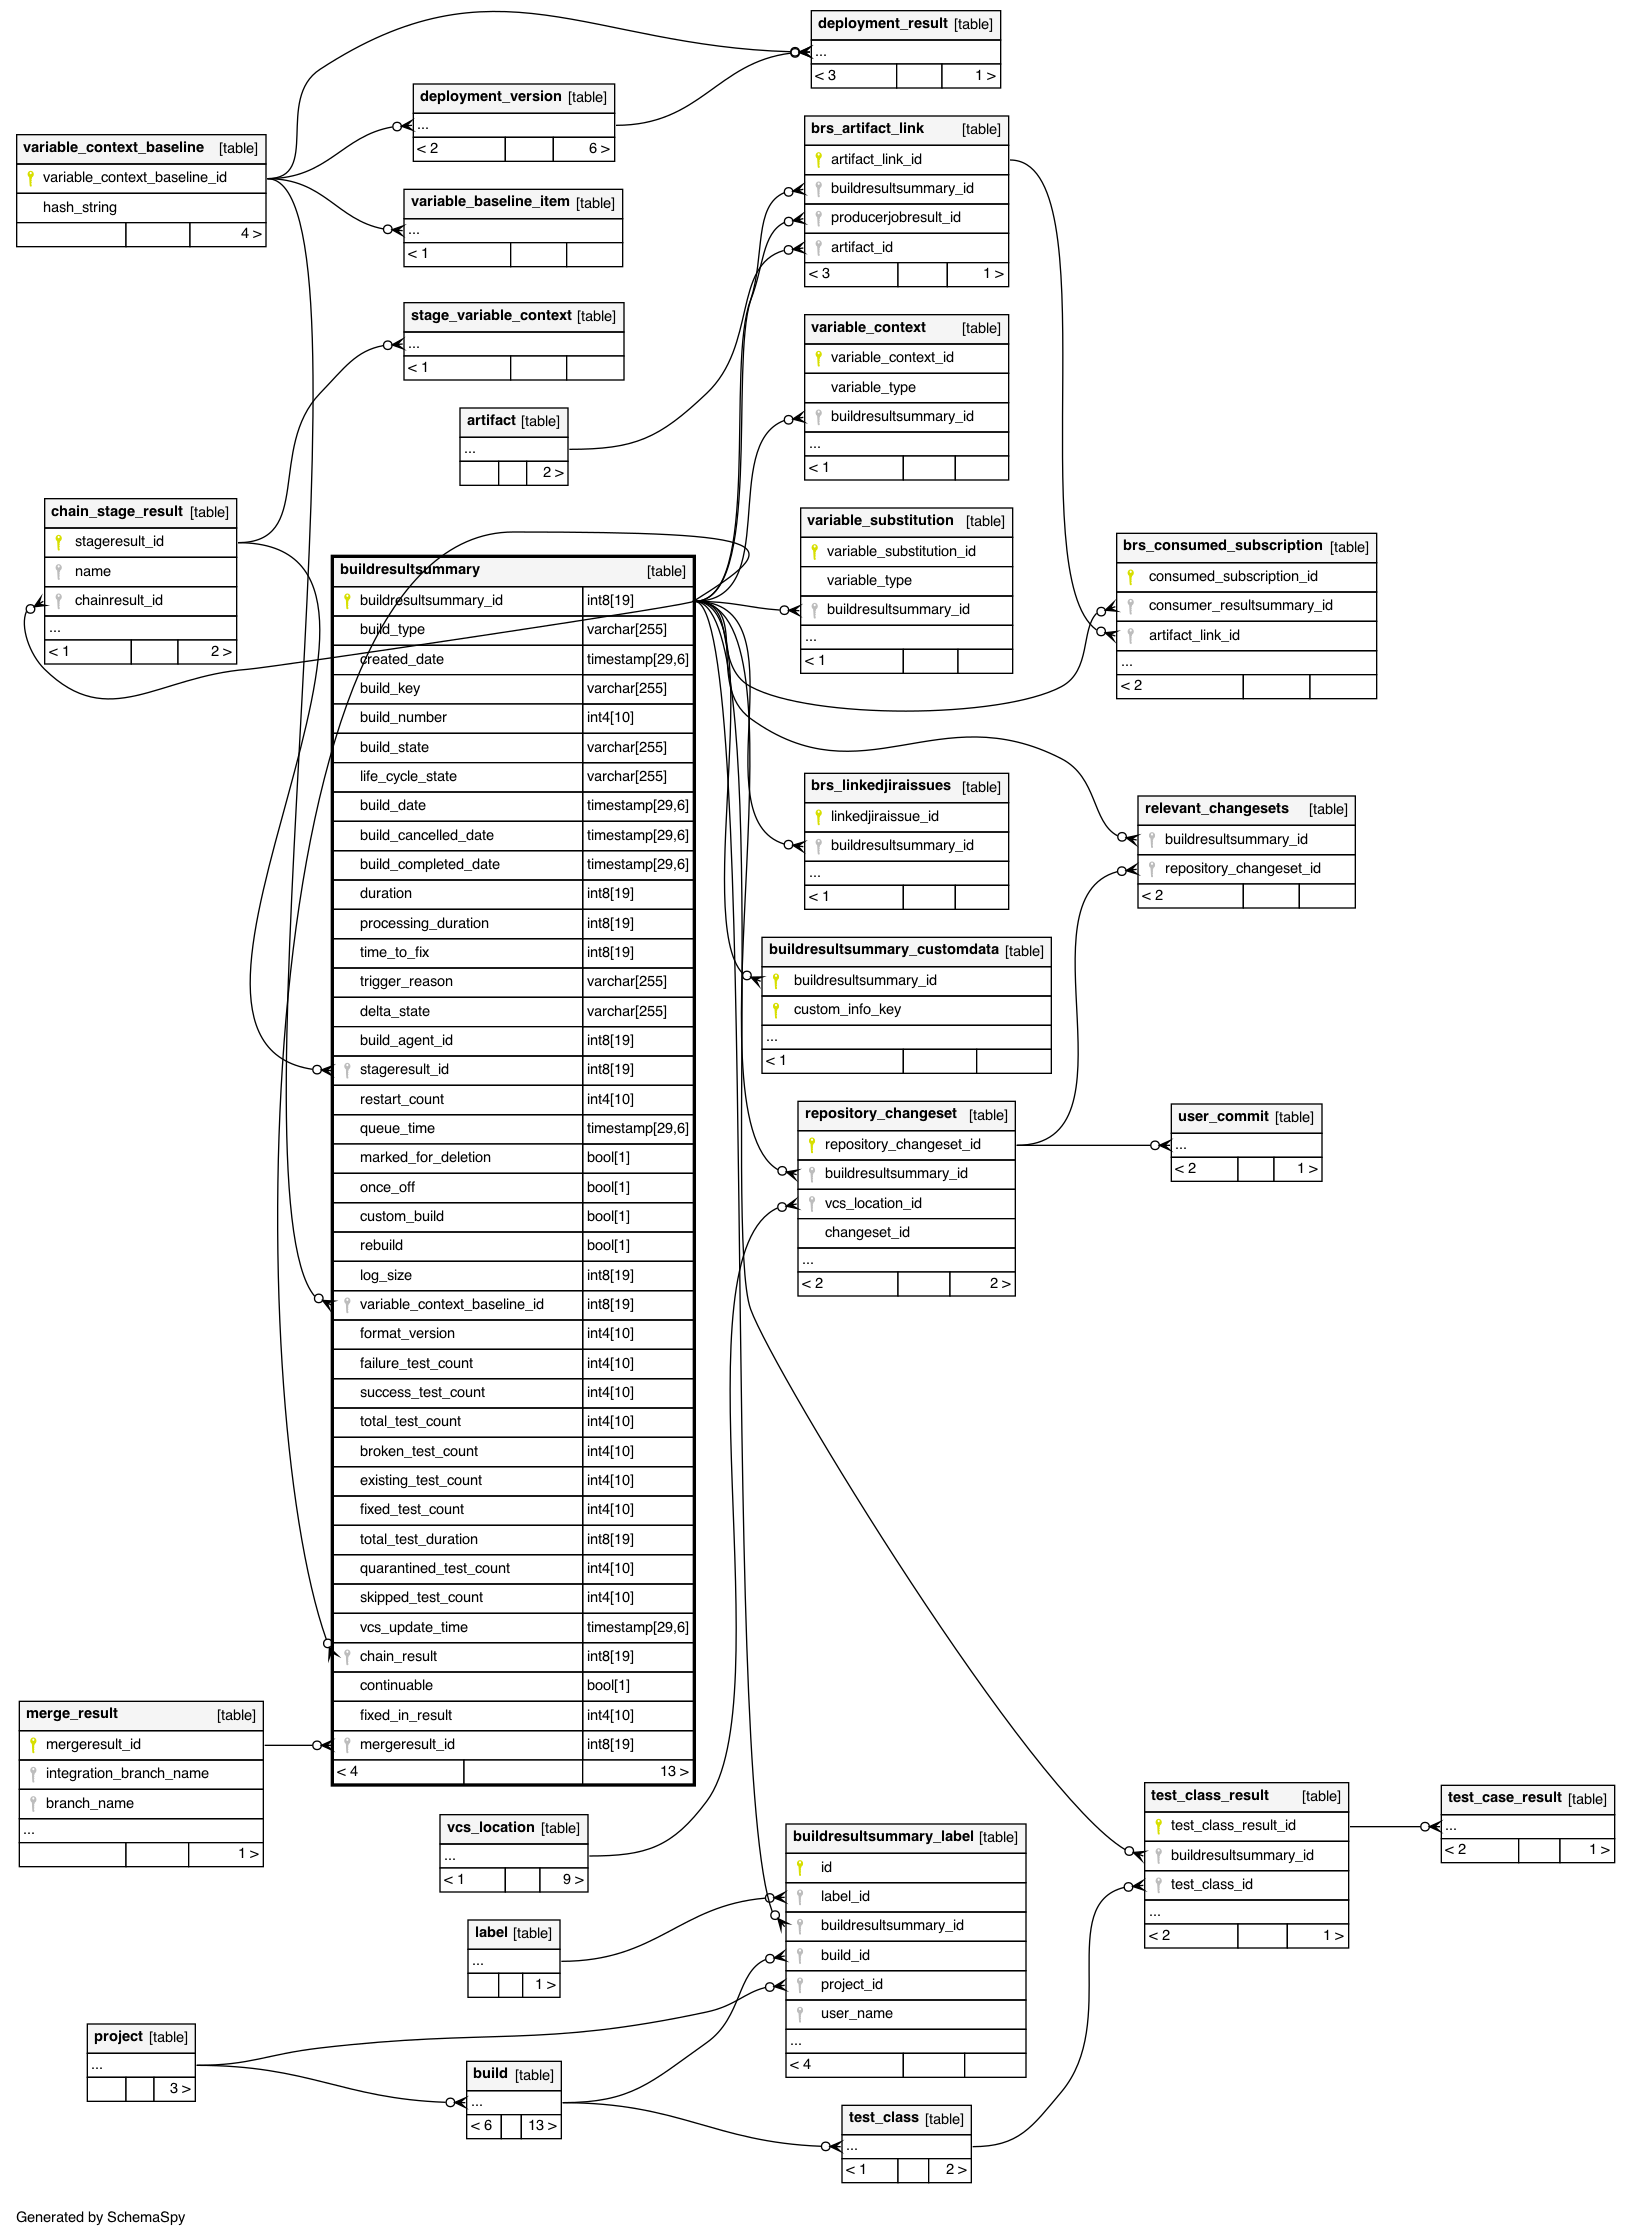 deployment_result [table]
...
< 3 1 >
deployment_version [table]
...
< 2 6 >
variable_context_baseline [table]
variable_context_baseline_id
hash_string
4 >
variable_baseline_item [table]
...
< 1
brs_artifact_link [table]
artifact_link_id
buildresultsummary_id
producerjobresult_id
artifact_id
< 3 1 >
stage_variable_context [table]
...
< 1
variable_context [table]
variable_context_id
variable_type
buildresultsummary_id
...
< 1
artifact [table]
...
2 >
chain_stage_result [table]
stageresult_id
name
chainresult_id
...
< 1 2 >
variable_substitution [table]
variable_substitution_id
variable_type
buildresultsummary_id
...
< 1
brs_consumed_subscription [table]
consumed_subscription_id
consumer_resultsummary_id
artifact_link_id
...
< 2
buildresultsummary [table]
buildresultsummary_id int8[19]
build_type varchar[255]
created_date timestamp[29,6]
build_key varchar[255]
build_number int4[10]
build_state varchar[255]
life_cycle_state varchar[255]
build_date timestamp[29,6]
build_cancelled_date timestamp[29,6]
build_completed_date timestamp[29,6]
duration int8[19]
processing_duration int8[19]
time_to_fix int8[19]
trigger_reason varchar[255]
delta_state varchar[255]
build_agent_id int8[19]
stageresult_id int8[19]
restart_count int4[10]
queue_time timestamp[29,6]
marked_for_deletion bool[1]
once_off bool[1]
custom_build bool[1]
rebuild bool[1]
log_size int8[19]
variable_context_baseline_id int8[19]
format_version int4[10]
failure_test_count int4[10]
success_test_count int4[10]
total_test_count int4[10]
broken_test_count int4[10]
existing_test_count int4[10]
fixed_test_count int4[10]
total_test_duration int8[19]
quarantined_test_count int4[10]
skipped_test_count int4[10]
vcs_update_time timestamp[29,6]
chain_result int8[19]
continuable bool[1]
fixed_in_result int4[10]
mergeresult_id int8[19]
< 4 13 >
brs_linkedjiraissues [table]
linkedjiraissue_id
buildresultsummary_id
...
< 1
relevant_changesets [table]
buildresultsummary_id
repository_changeset_id
< 2
buildresultsummary_customdata [table]
buildresultsummary_id
custom_info_key
...
< 1
repository_changeset [table]
repository_changeset_id
buildresultsummary_id
vcs_location_id
changeset_id
...
< 2 2 >
user_commit [table]
...
< 2 1 >
merge_result [table]
mergeresult_id
integration_branch_name
branch_name
...
1 >
vcs_location [table]
...
< 1 9 >
test_class_result [table]
test_class_result_id
buildresultsummary_id
test_class_id
...
< 2 1 >
test_case_result [table]
...
< 2 1 >
buildresultsummary_label [table]
id
label_id
buildresultsummary_id
build_id
project_id
user_name
...
< 4
label [table]
...
1 >
project [table]
...
3 >
build [table]
...
< 6 13 >
test_class [table]
...
< 1 2 >
Generated by SchemaSpy